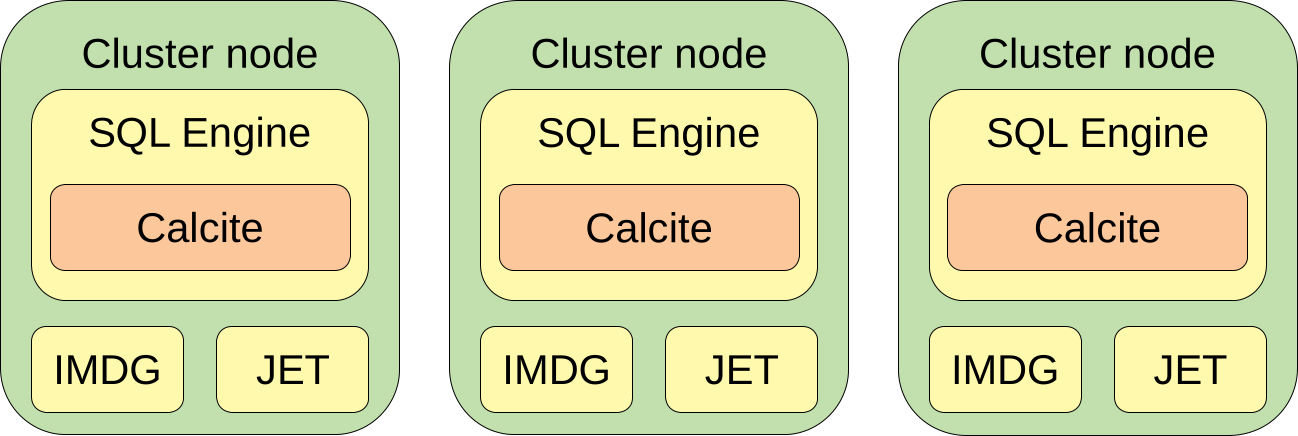 Cluster node
SQL Engine
Calcite
IMDG
JET
Cluster node
SQL Engine
Calcite
IMDG
JET
Cluster node
SQL Engine
Calcite
IMDG
JET